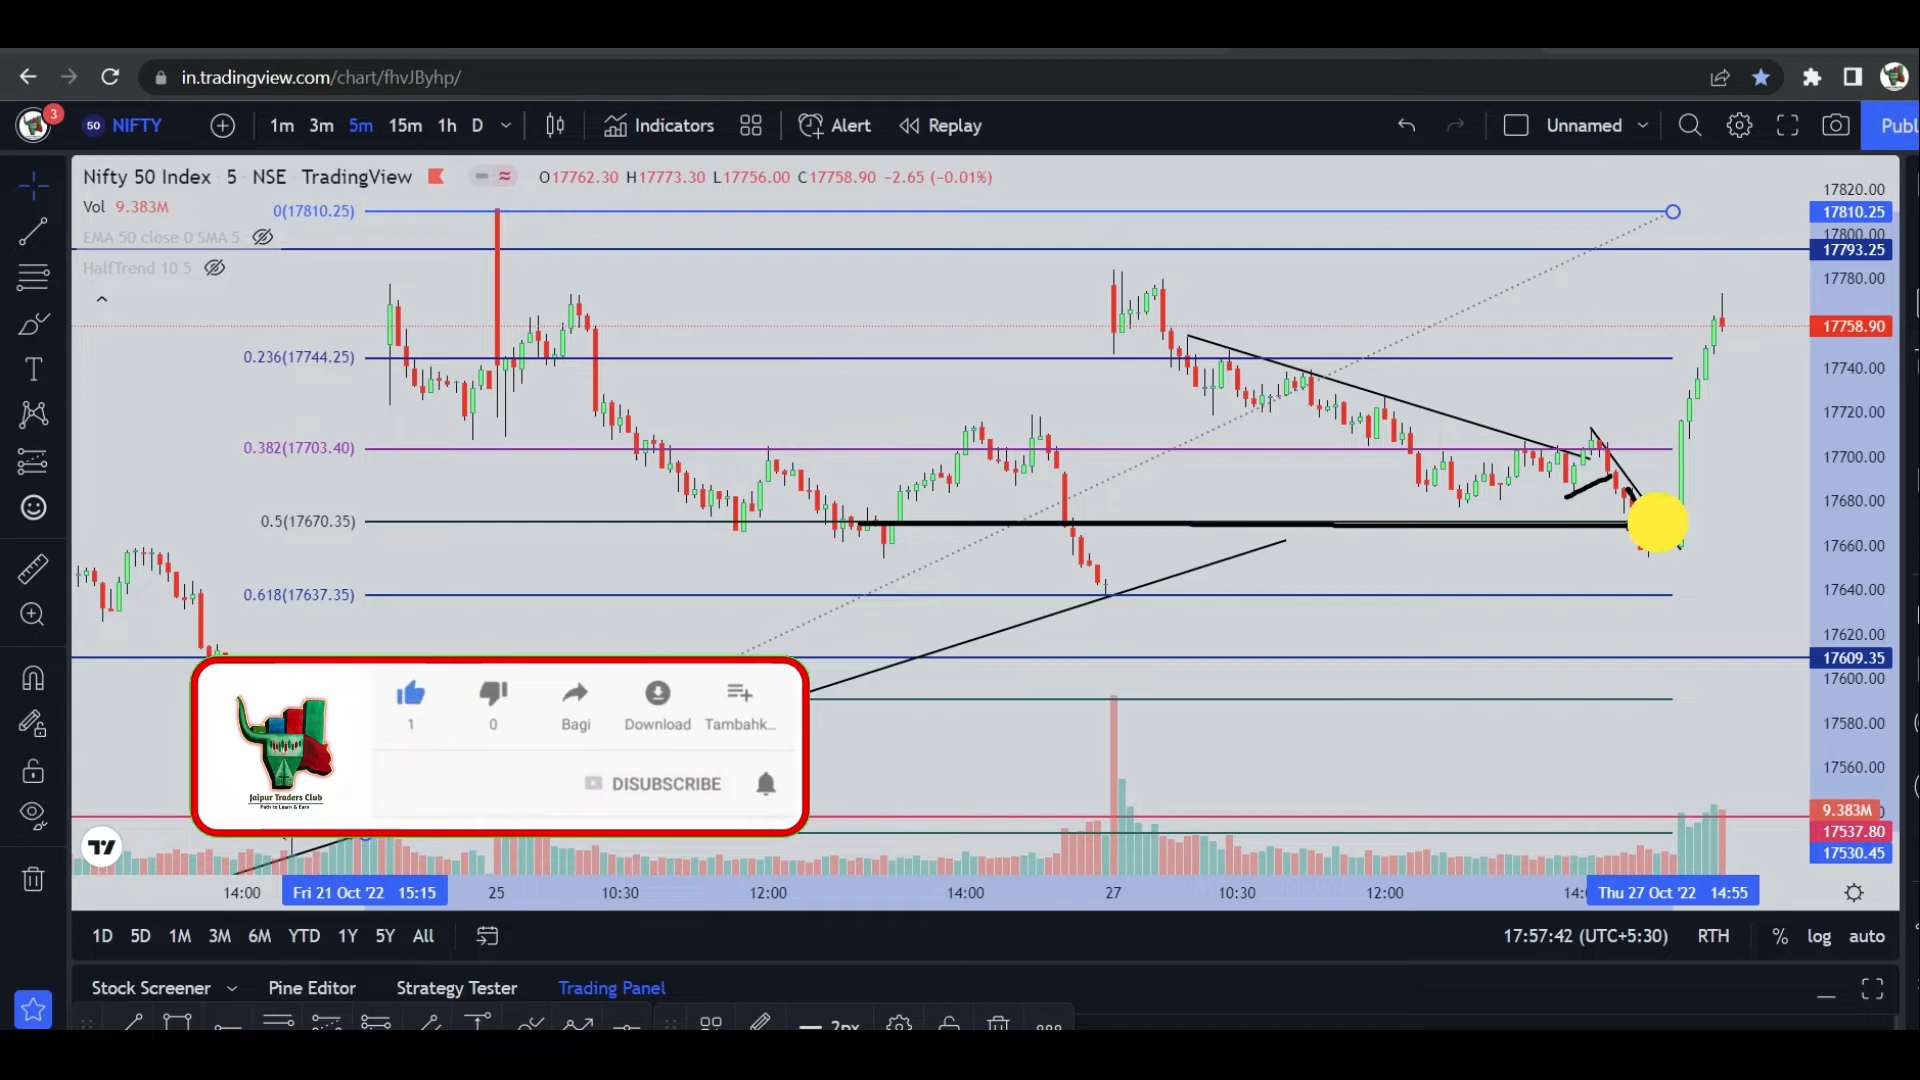 in.tradingview.com/chart/fhvJByhp/
3
50 NIFTY 1m 3m 5m 15m 1h D Indicators Alert Replay Unnamed Publ
Nifty 50 Index 5 NSE TradingView O17762.30 H17773.30 L17756.00 C17758.90 −2.65 (−0.01%)
Vol 9.383M
EMA 50 close 0 SMA 5
HalfTrend 10 5
0(17810.25)
0.236(17744.25)
0.382(17703.40)
0.5(17670.35)
0.618(17637.35)
17820.00
17810.25
17800.00
17793.25
17780.00
17758.90
17740.00
17720.00
17700.00
17680.00
17660.00
17640.00
17620.00
17609.35
17600.00
17580.00
17560.00
9.383M
17537.80
17530.45
1 0 Bagi Download Tambahk...
DISUBSCRIBE
Jaipur Traders Club
Path to Learn & Earn
14:00 Fri 21 Oct '22 15:15 25 10:30 12:00 14:00 27 10:30 12:00 Thu 27 Oct '22 14:55
1D 5D 1M 3M 6M YTD 1Y 5Y All 17:57:42 (UTC+5:30) RTH % log auto
Stock Screener Pine Editor Strategy Tester Trading Panel
2px